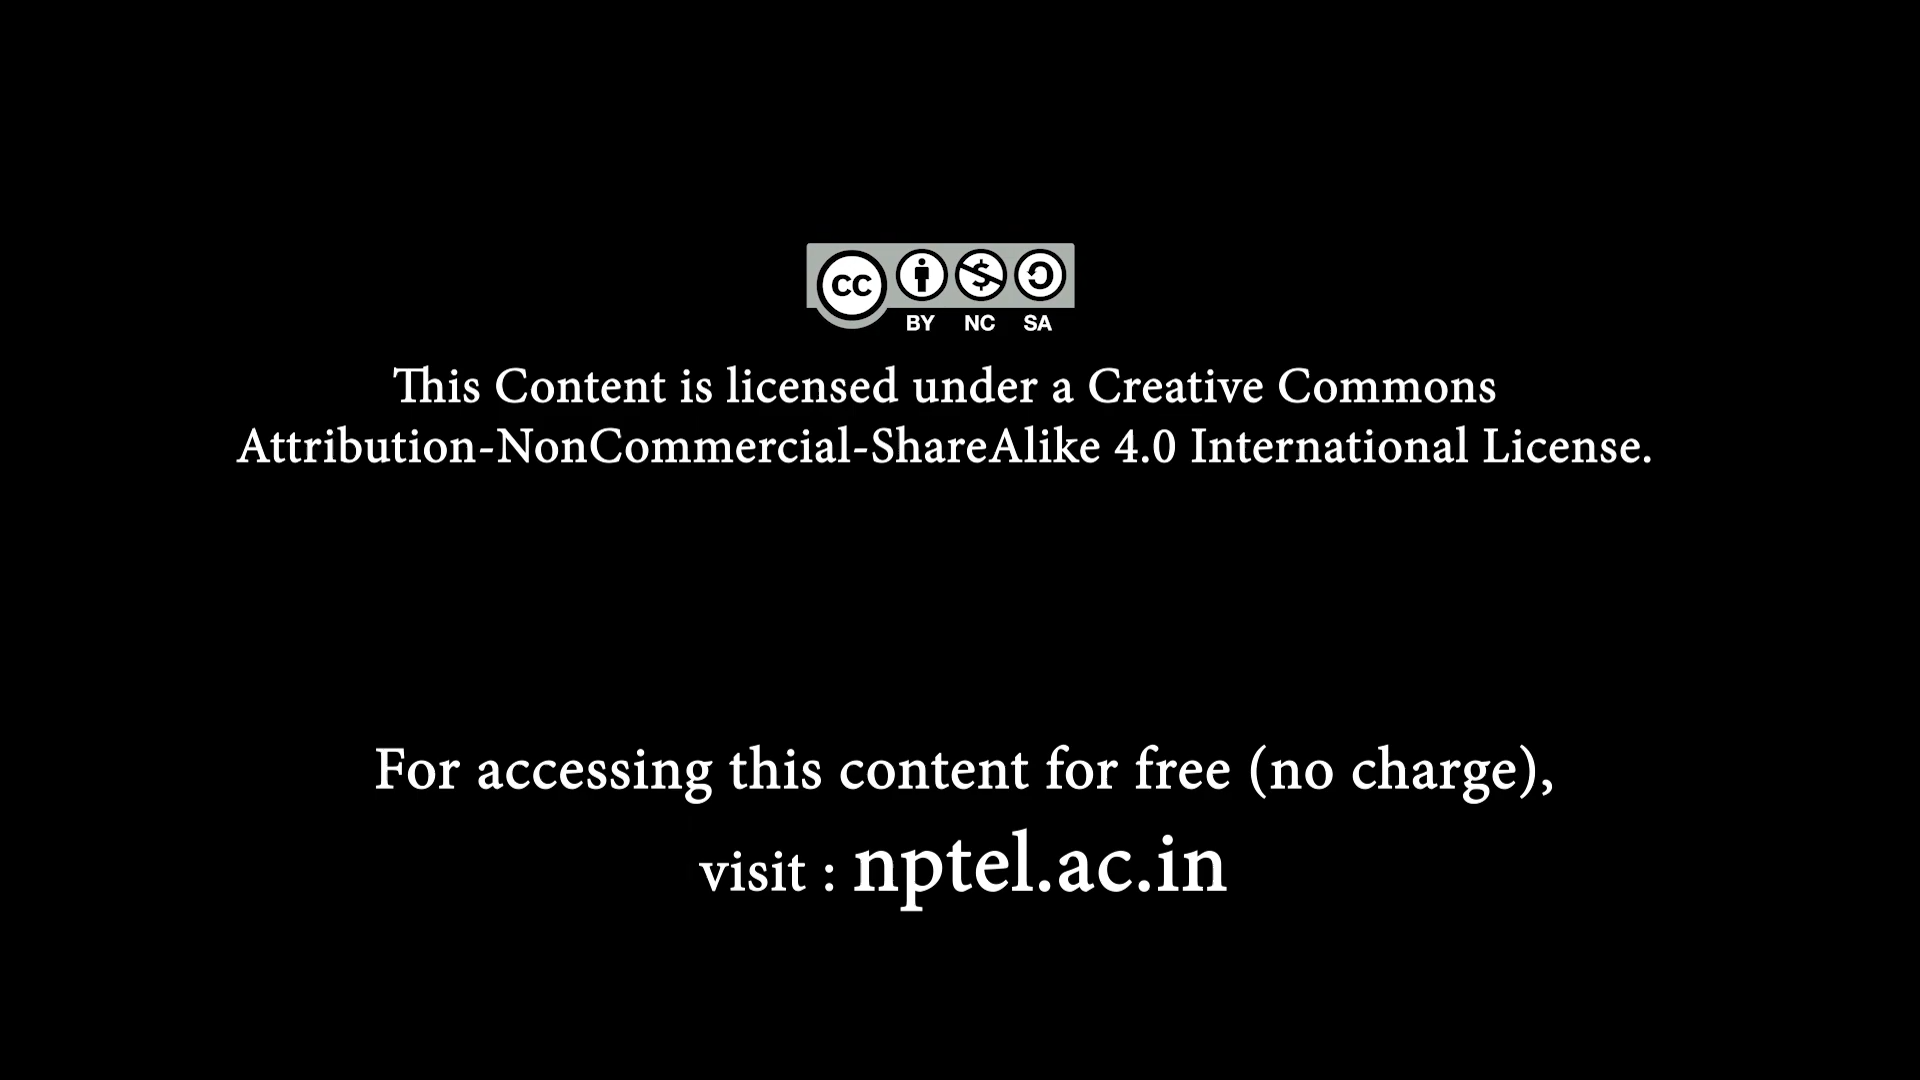 cc
BY NC SA
This Content is licensed under a Creative Commons
Attribution-NonCommercial-ShareAlike 4.0 International License.
For accessing this content for free (no charge),
visit : nptel.ac.in